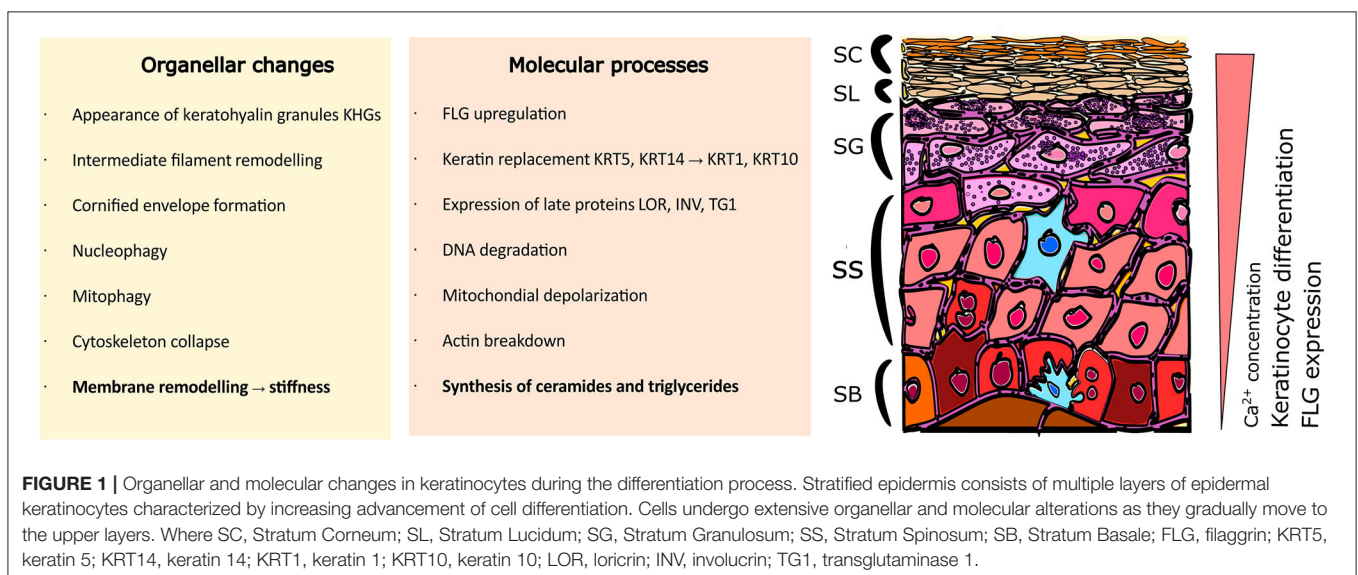 Organellar changes
· Appearance of keratohyalin granules KHGs
· Intermediate filament remodelling
· Cornified envelope formation
· Nucleophagy
· Mitophagy
· Cytoskeleton collapse
· Membrane remodelling → stiffness
Molecular processes
· FLG upregulation
· Keratin replacement KRT5, KRT14 → KRT1, KRT10
· Expression of late proteins LOR, INV, TG1
· DNA degradation
· Mitochondial depolarization
· Actin breakdown
· Synthesis of ceramides and triglycerides
SC
SL
SG
SS
SB
Ca²⁺ concentration
Keratinocyte differentiation
FLG expression
FIGURE 1 | Organellar and molecular changes in keratinocytes during the differentiation process. Stratified epidermis consists of multiple layers of epidermal
keratinocytes characterized by increasing advancement of cell differentiation. Cells undergo extensive organellar and molecular alterations as they gradually move to
the upper layers. Where SC, Stratum Corneum; SL, Stratum Lucidum; SG, Stratum Granulosum; SS, Stratum Spinosum; SB, Stratum Basale; FLG, filaggrin; KRT5,
keratin 5; KRT14, keratin 14; KRT1, keratin 1; KRT10, keratin 10; LOR, loricrin; INV, involucrin; TG1, transglutaminase 1.